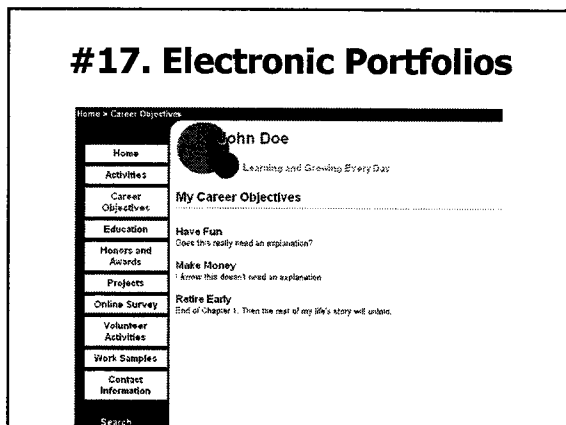 #17. Electronic Portfolios
Home > Career Objectives
John Doe
Learning and Growing Every Day
Home
Activities
Career
Objectives
Education
Honors and
Awards
Projects
Online Survey
Volunteer
Activities
Work Samples
Contact
Information
Search
My Career Objectives
Have Fun
Does this really need an explanation?
Make Money
I know this doesn't need an explanation
Retire Early
End of Chapter 1. Then the rest of my life's story will unfold.